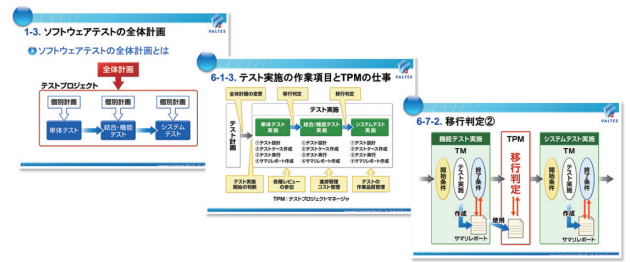 1-3. ソフトウェアテストの全体計画
VALTES
ソフトウェアテストの全体計画とは
全体計画
テストプロジェクト
個別計画
個別計画
個別計画
単体テスト
結合・機能
テスト
システム
テスト
6-1-3. テスト実施の作業項目とTPMの仕事
VALTES
全体計画の変更
移行判定
移行判定
テスト実施
テスト計画
単体テスト
実施
結合/機能テスト
実施
システムテスト
実施
①テスト設計
②テストケース作成
③テスト実行
④サマリレポート作成
①テスト設計
②テストケース作成
③テスト実行
④サマリレポート作成
①テスト設計
②テストケース作成
③テスト実行
④サマリレポート作成
テスト実施
開始の判断
各種レビュー
の参加
進捗管理
コスト管理
テストの
作業品質管理
TPM:テストプロジェクトマネージャ
6-7-2. 移行判定②
VALTES
機能テスト実施
TM
開始条件
テスト実施
終了条件
作成
サマリレポート
TPM
移行判定
使用
システムテスト実施
TM
開始条件
テスト実施
終了条件
作成
サマリレポート